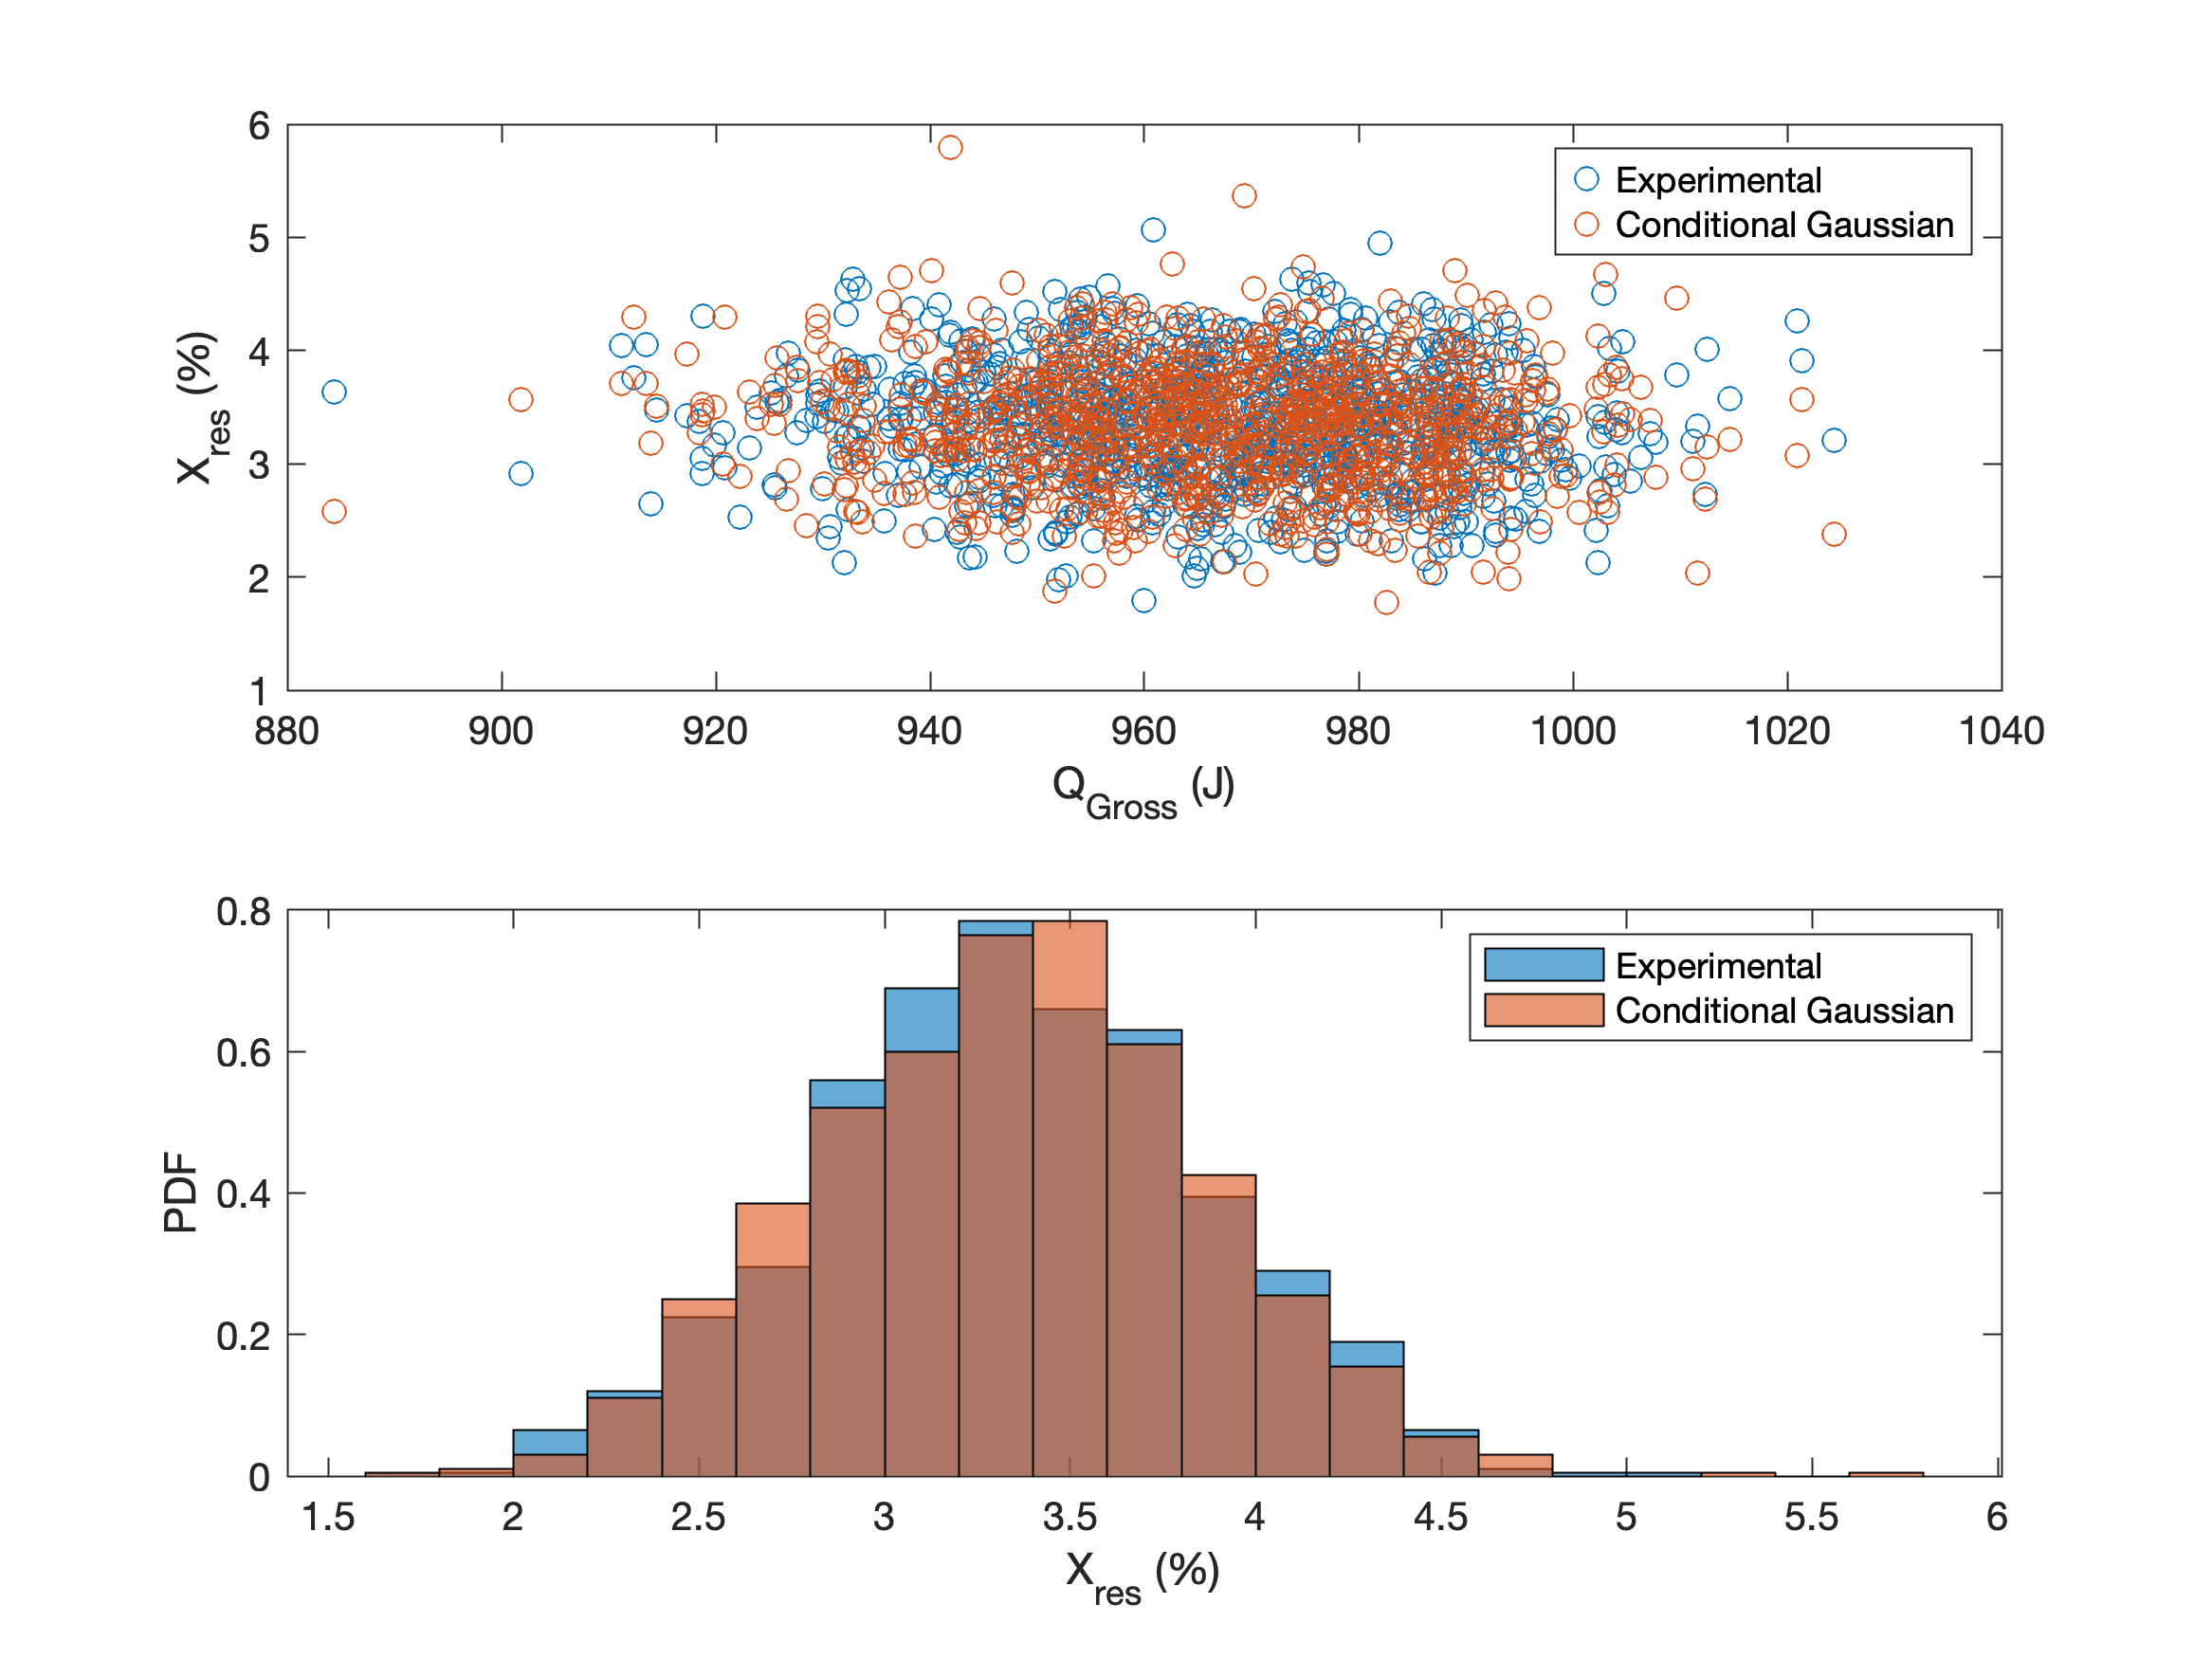 6
5
4
3
2
1
X_res (%)
Experimental
Conditional Gaussian
880 900 920 940 960 980 1000 1020 1040
Q_Gross (J)
0.8
0.6
0.4
0.2
0
PDF
Experimental
Conditional Gaussian
1.5 2 2.5 3 3.5 4 4.5 5 5.5 6
X_res (%)